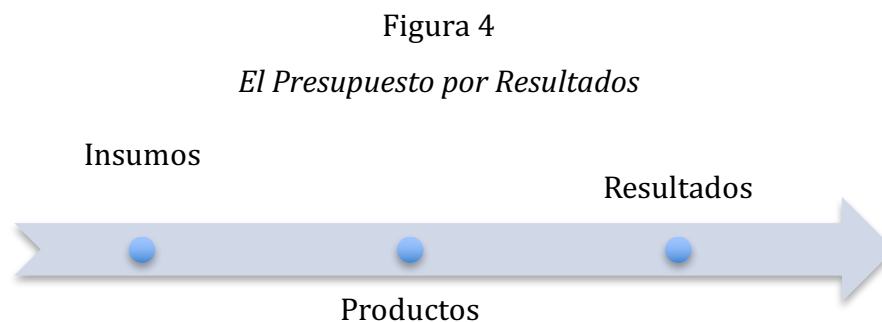 Figura 4
El Presupuesto por Resultados
Insumos
Resultados
Productos